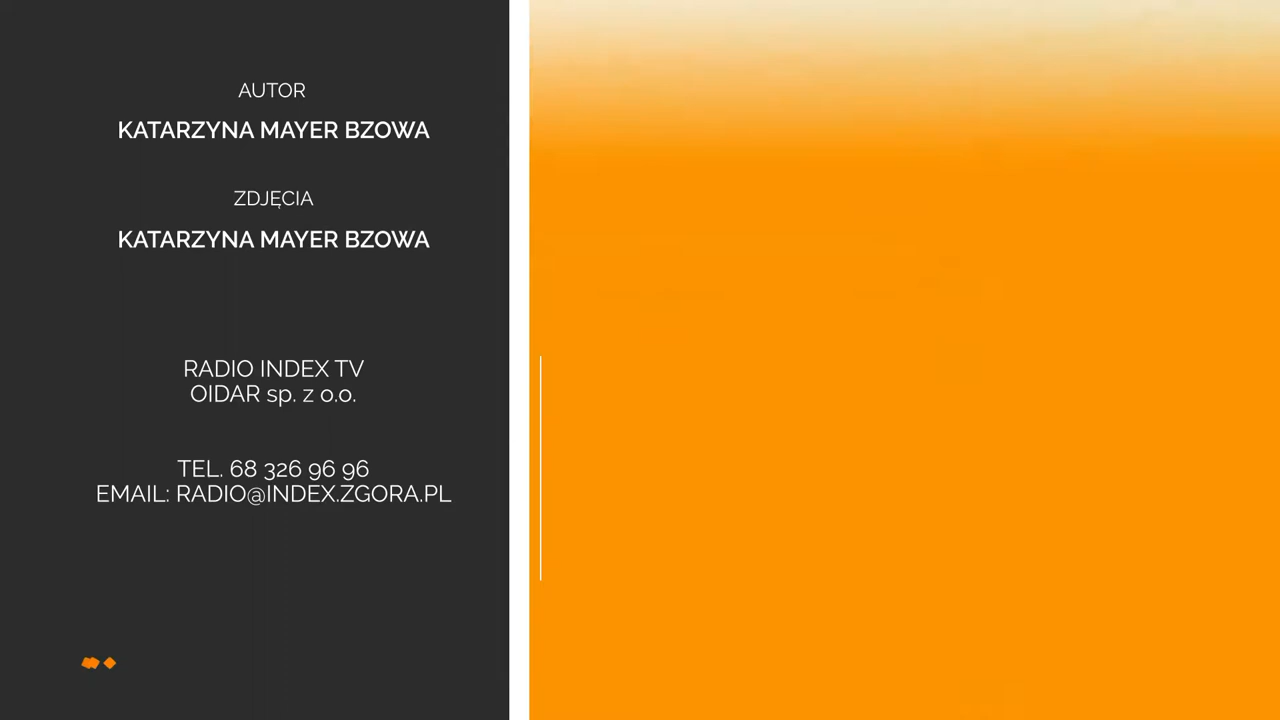 AUTOR
KATARZYNA MAYER BZOWA
ZDJĘCIA
KATARZYNA MAYER BZOWA
RADIO INDEX TV
OIDAR sp. z o.o.
TEL. 68 326 96 96
EMAIL: RADIO@INDEX.ZGORA.PL